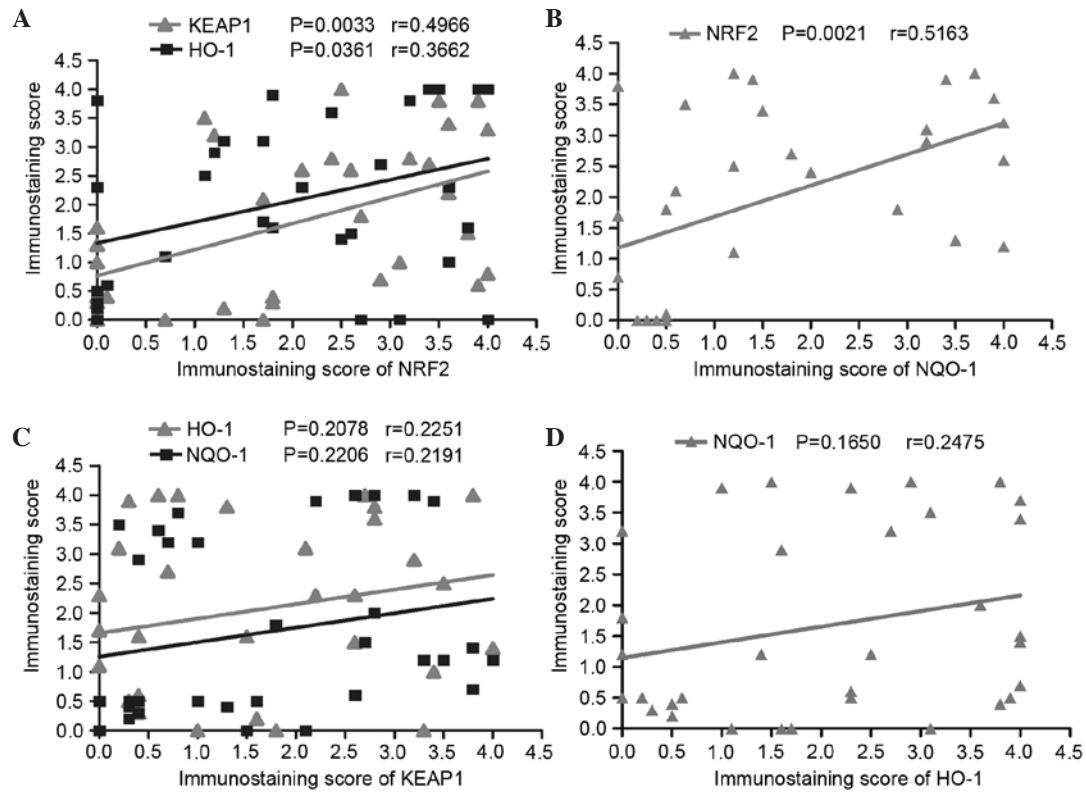 A
KEAP1 P=0.0033 r=0.4966
HO-1 P=0.0361 r=0.3662
Immunostaining score
4.5
4.0
3.5
3.0
2.5
2.0
1.5
1.0
0.5
0.0
0.0 0.5 1.0 1.5 2.0 2.5 3.0 3.5 4.0 4.5
Immunostaining score of NRF2
B
NRF2 P=0.0021 r=0.5163
Immunostaining score
4.5
4.0
3.5
3.0
2.5
2.0
1.5
1.0
0.5
0.0
0.0 0.5 1.0 1.5 2.0 2.5 3.0 3.5 4.0 4.5
Immunostaining score of NQO-1
C
HO-1 P=0.2078 r=0.2251
NQO-1 P=0.2206 r=0.2191
Immunostaining score
4.5
4.0
3.5
3.0
2.5
2.0
1.5
1.0
0.5
0.0
0.0 0.5 1.0 1.5 2.0 2.5 3.0 3.5 4.0 4.5
Immunostaining score of KEAP1
D
NQO-1 P=0.1650 r=0.2475
Immunostaining score
4.5
4.0
3.5
3.0
2.5
2.0
1.5
1.0
0.5
0.0
0.0 0.5 1.0 1.5 2.0 2.5 3.0 3.5 4.0 4.5
Immunostaining score of HO-1